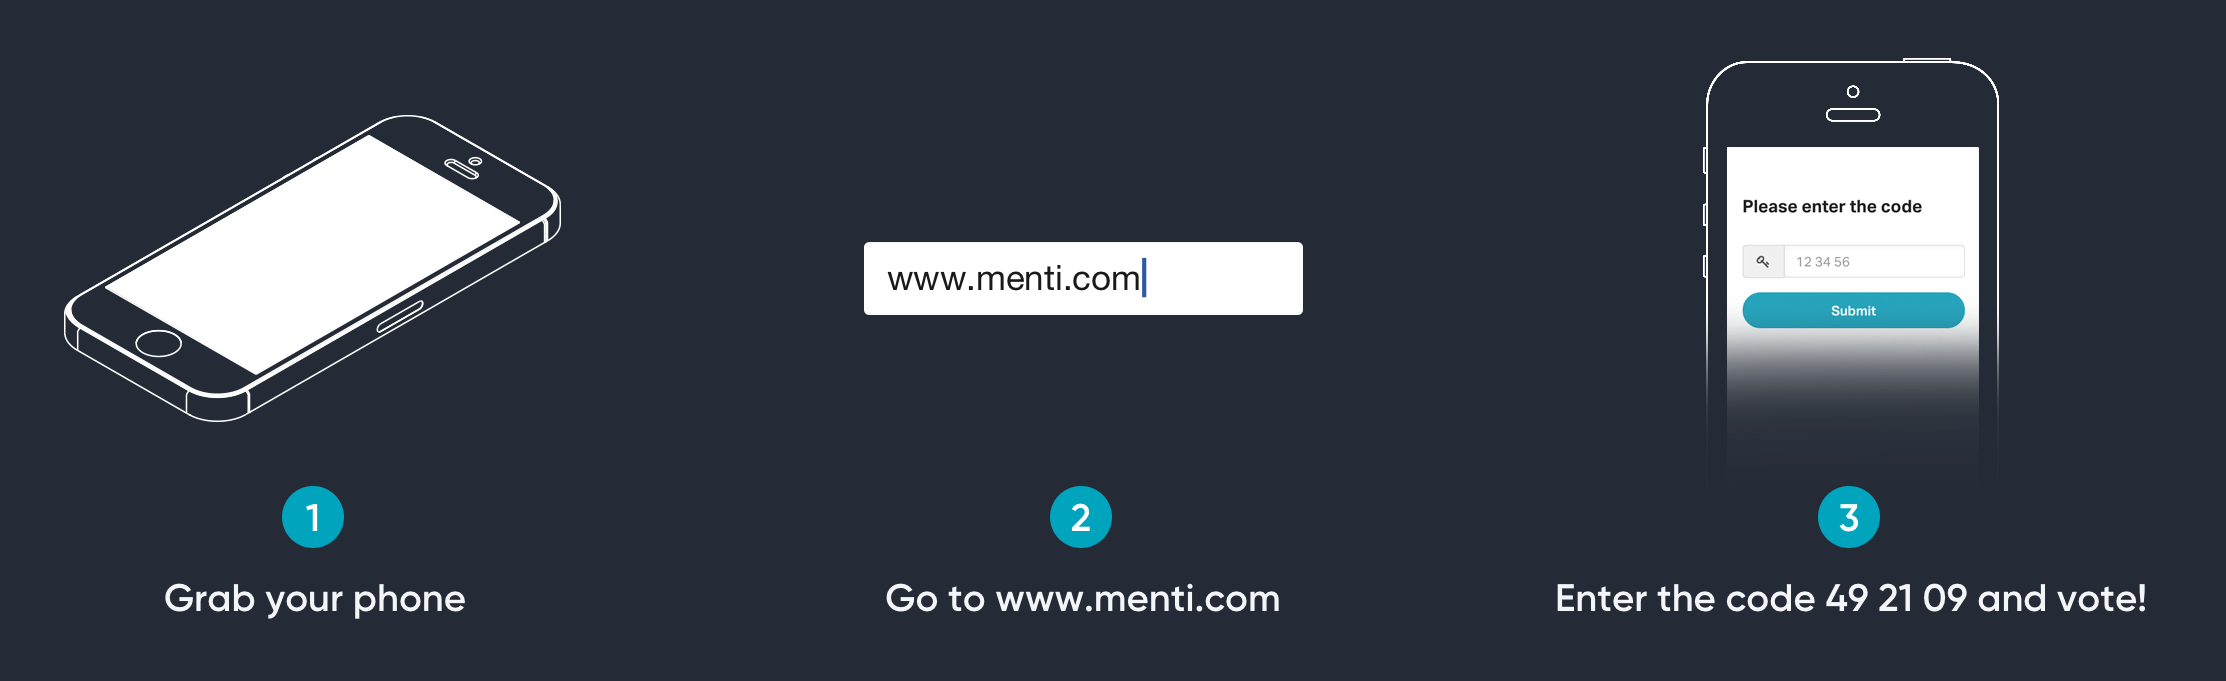 www.menti.com
Please enter the code
12 34 56
Submit
1
2
3
Grab your phone
Go to www.menti.com
Enter the code 49 21 09 and vote!